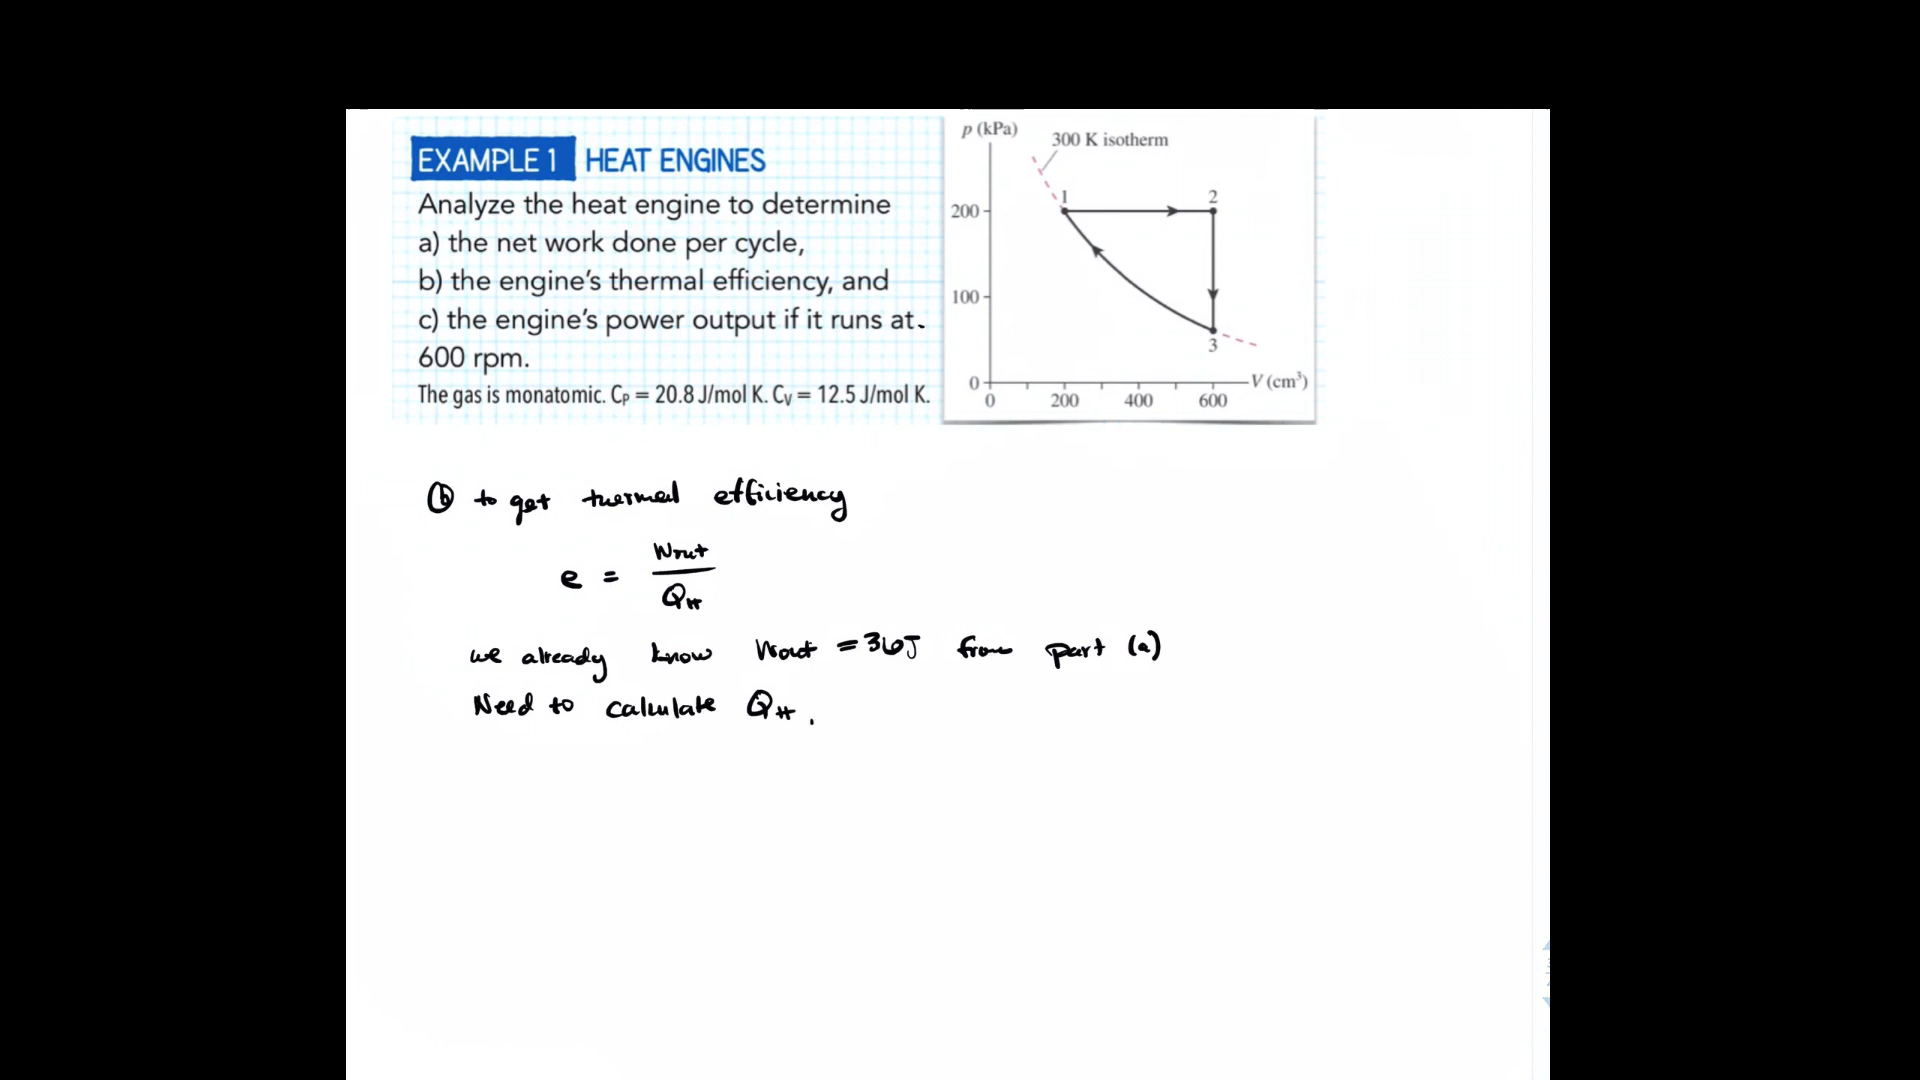 EXAMPLE 1 HEAT ENGINES
Analyze the heat engine to determine
a) the net work done per cycle,
b) the engine's thermal efficiency, and
c) the engine's power output if it runs at
600 rpm.
The gas is monatomic. Cₚ = 20.8 J/mol K. Cᵥ = 12.5 J/mol K.
p (kPa)
300 K isotherm
1
2
200
100
3
0
V (cm³)
0 200 400 600
ⓑ to get thermal efficiency
e = Wout / QH
we already know Wout = 36J from part (a)
Need to calculate QH.